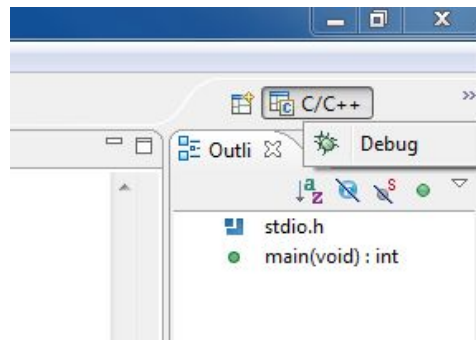 C/C++
»
Outli
Debug
stdio.h
main(void) : int